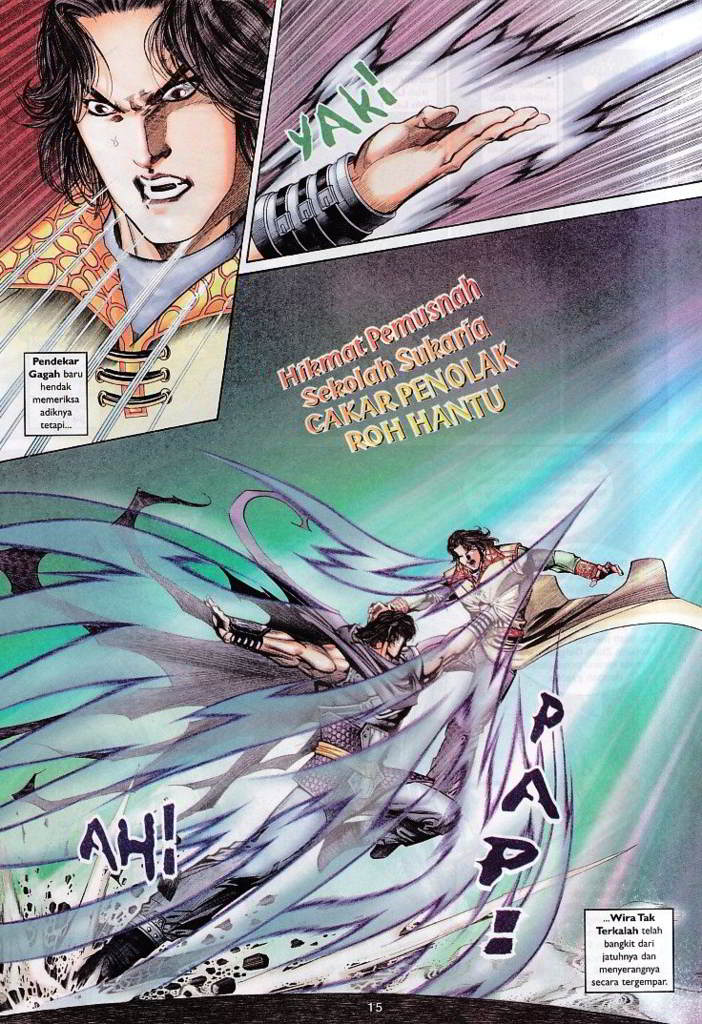 YAKI!
Pendekar
Gagah baru
hendak
memeriksa
adiknya
tetapi...
Hikmat Pemusnah
Sekolah Sukaria
CAKAR PENOLAK
ROH HANTU
PAP!
AH!
...Wira Tak
Terkalah telah
bangkit dari
jatuhnya dan
menyerangnya
secara tergempar.
15